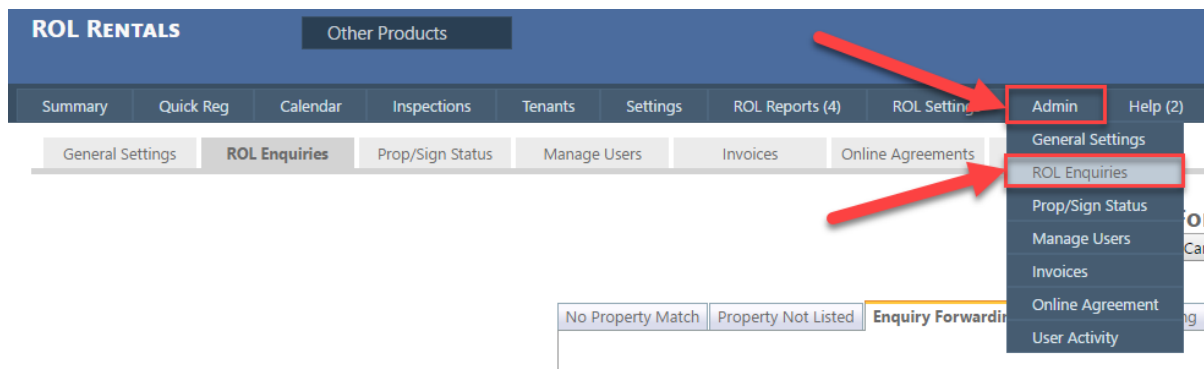 ROL RENTALS
Other Products
Summary Quick Reg Calendar Inspections Tenants Settings ROL Reports (4) ROL Setting Admin Help (2)
General Settings ROL Enquiries Prop/Sign Status Manage Users Invoices Online Agreements
General Settings
ROL Enquiries
Prop/Sign Status
Manage Users
Invoices
Online Agreement
User Activity
No Property Match Property Not Listed Enquiry Forwardin